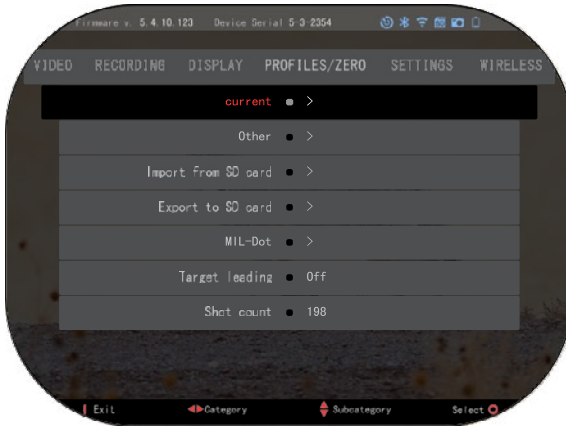 Firmware v. 5.4.10.123 Device Serial 5-3-2354
VIDEO RECORDING DISPLAY PROFILES/ZERO SETTINGS WIRELESS
current >
Other >
Import from SD card >
Export to SD card >
MIL-Dot >
Target leading Off
Shot count 198
Exit Category Subcategory Select